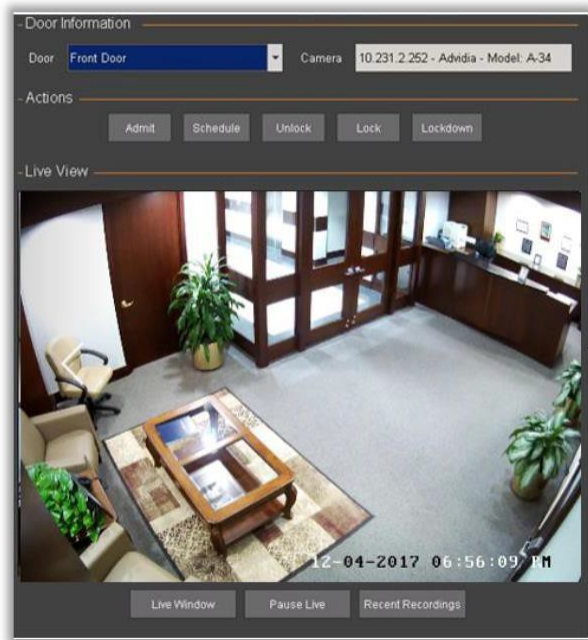 Door Information
Door Front Door Camera 10.231.2.252 - Advidia - Model: A-34
Actions
Admit Schedule Unlock Lock Lockdown
Live View
12-04-2017 06:56:09 PM
Live Window Pause Live Recent Recordings